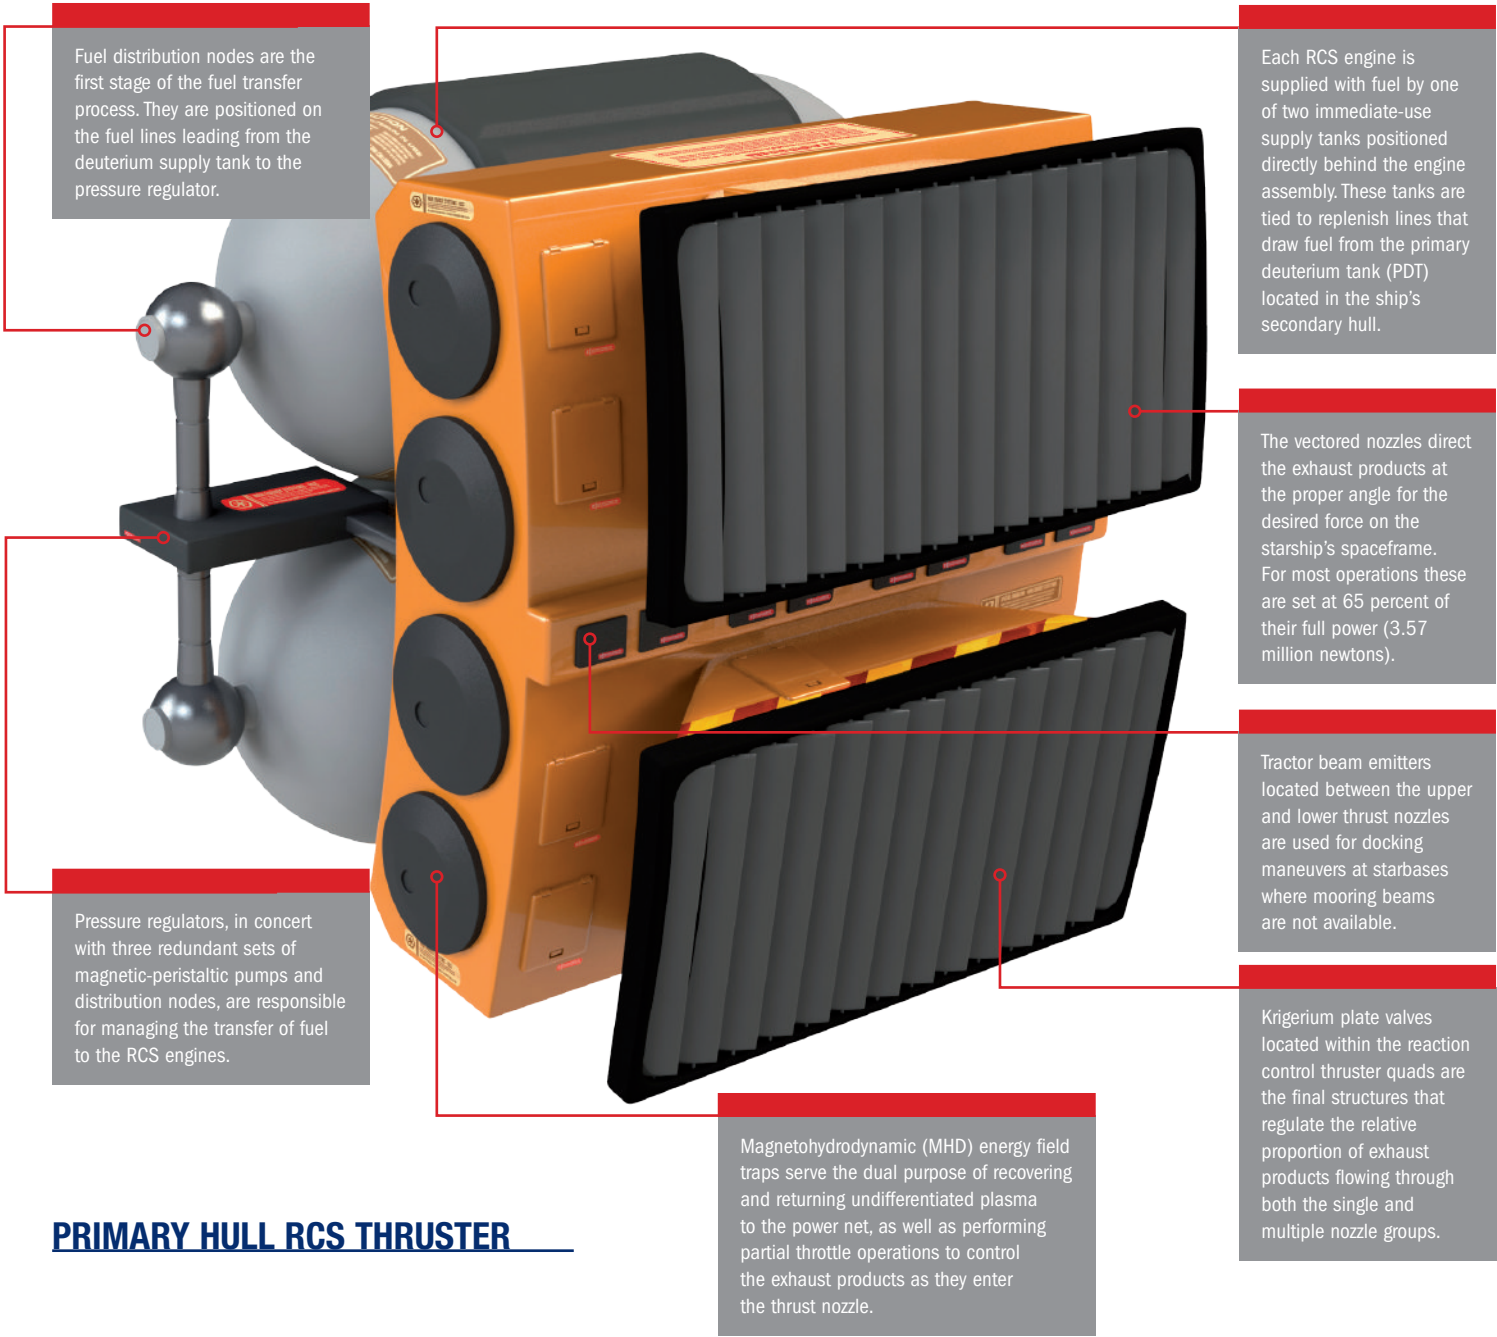 Fuel distribution nodes are the
first stage of the fuel transfer
process. They are positioned on
the fuel lines leading from the
deuterium supply tank to the
pressure regulator.
Each RCS engine is
supplied with fuel by one
of two immediate-use
supply tanks positioned
directly behind the engine
assembly. These tanks are
tied to replenish lines that
draw fuel from the primary
deuterium tank (PDT)
located in the ship's
secondary hull.
The vectored nozzles direct
the exhaust products at
the proper angle for the
desired force on the
starship's spaceframe.
For most operations these
are set at 65 percent of
their full power (3.57
million newtons).
Tractor beam emitters
located between the upper
and lower thrust nozzles
are used for docking
maneuvers at starbases
where mooring beams
are not available.
Pressure regulators, in concert
with three redundant sets of
magnetic-peristaltic pumps and
distribution nodes, are responsible
for managing the transfer of fuel
to the RCS engines.
Krigerium plate valves
located within the reaction
control thruster quads are
the final structures that
regulate the relative
proportion of exhaust
products flowing through
both the single and
multiple nozzle groups.
Magnetohydrodynamic (MHD) energy field
traps serve the dual purpose of recovering
and returning undifferentiated plasma
to the power net, as well as performing
partial throttle operations to control
the exhaust products as they enter
the thrust nozzle.
PRIMARY HULL RCS THRUSTER